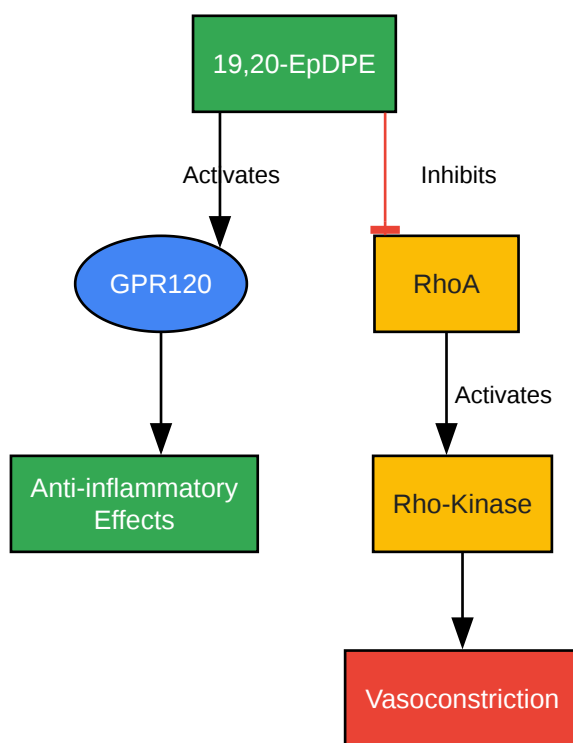 19,20-EpDPE
Activates
Inhibits
GPR120
RhoA
Activates
Anti-inflammatory
Effects
Rho-Kinase
Vasoconstriction